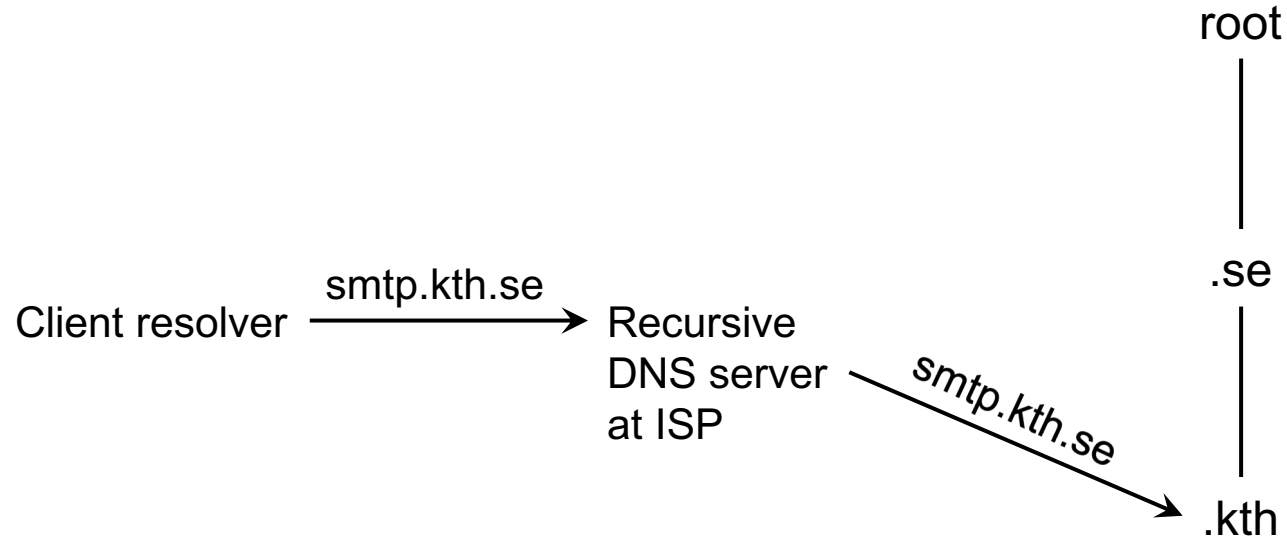 root
.se
smtp.kth.se
Client resolver
Recursive
DNS server
at ISP
smtp.kth.se
.kth